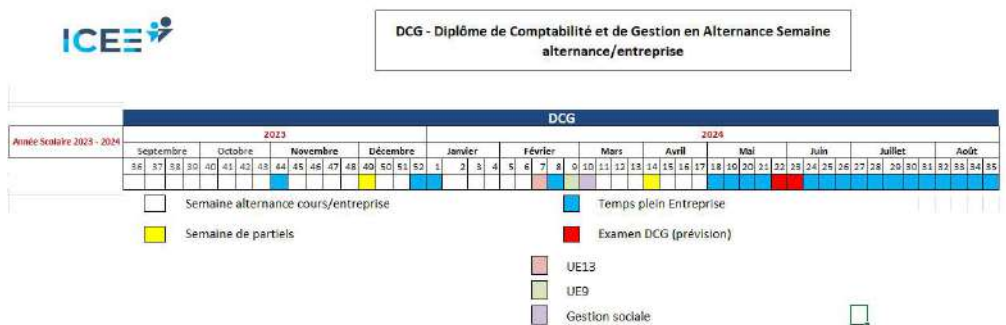 ICEE
DCG - Diplôme de Comptabilité et de Gestion en Alternance Semaine
alternance/entreprise
DCG
Année Scolaire 2023 - 2024
2023 2024
Septembre Octobre Novembre Décembre Janvier Février Mars Avril Mai Juin Juillet Août
36 37 38 39 40 41 42 43 44 45 46 47 48 49 50 51 52 1 2 3 4 5 6 7 8 9 10 11 12 13 14 15 16 17 18 19 20 21 22 23 24 25 26 27 28 29 30 31 32 33 34 35
Semaine alternance cours/entreprise Temps plein Entreprise
Semaine de partiels Examen DCG (prévision)
UE13
UE9
Gestion sociale